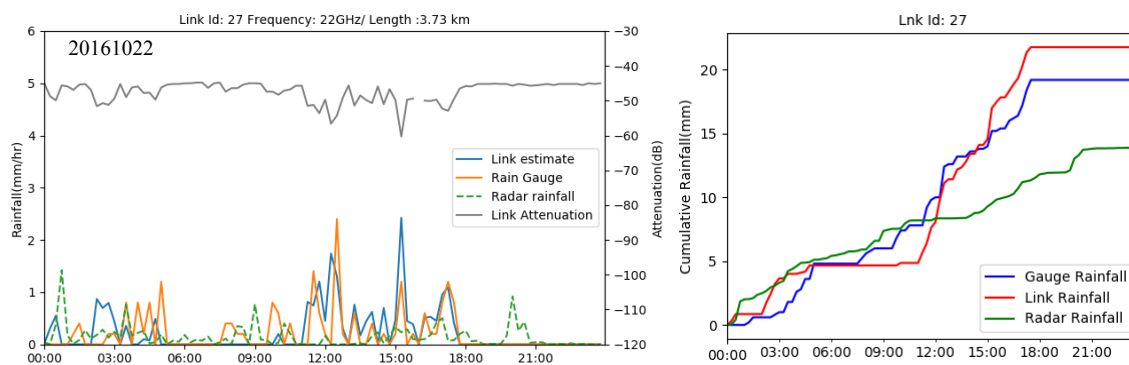 Link Id: 27 Frequency: 22GHz/ Length :3.73 km
20161022
Rainfall(mm/hr)
6
5
4
3
2
1
0
-30
-40
-50
-60
-70
-80
-90
-100
-110
-120
Attenuation(dB)
Link estimate
Rain Gauge
Radar rainfall
Link Attenuation
00:00 03:00 06:00 09:00 12:00 15:00 18:00 21:00
Lnk Id: 27
Cumulative Rainfall(mm)
20
15
10
5
0
Gauge Rainfall
Link Rainfall
Radar Rainfall
00:00 03:00 06:00 09:00 12:00 15:00 18:00 21:00